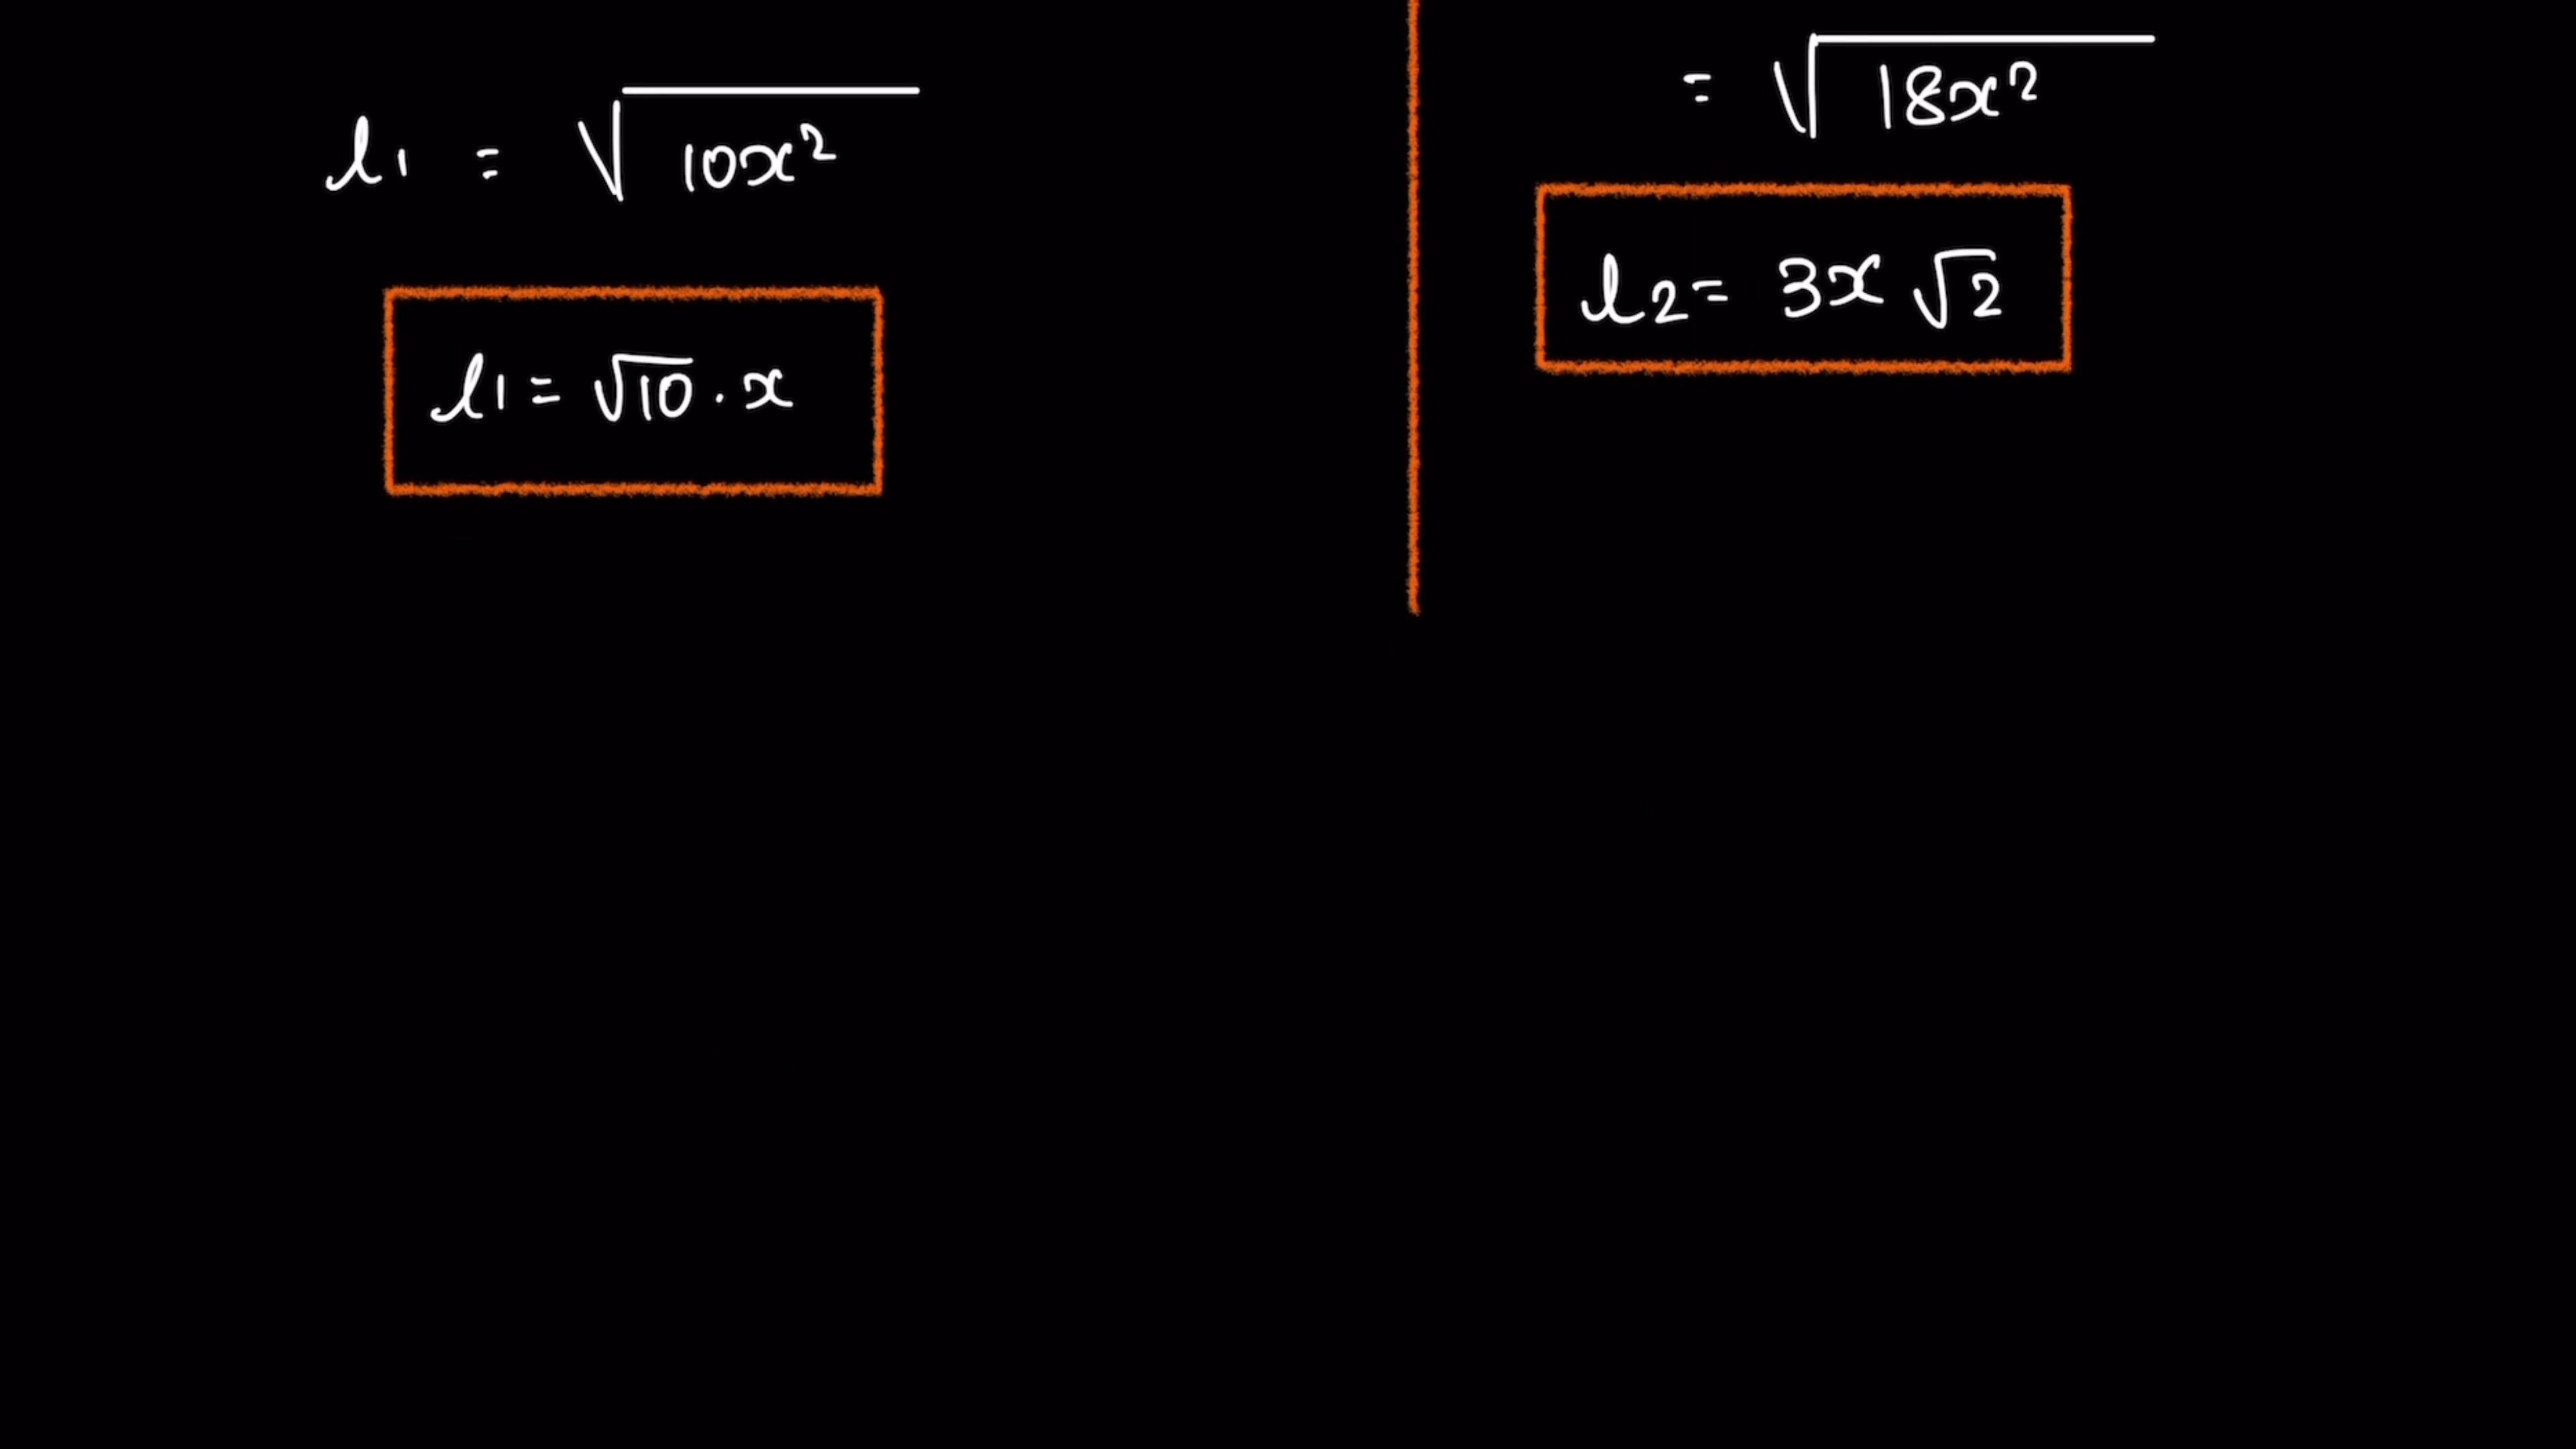 l1 = √10x²
l1 = √10 . x
= √18x²
l2 = 3x √2